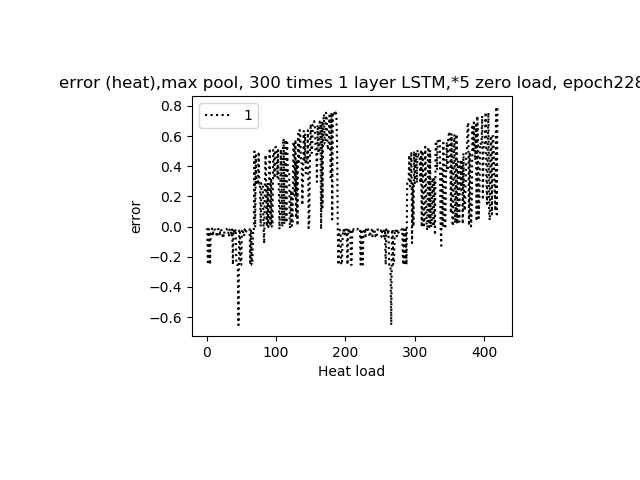 error (heat),max pool, 300 times 1 layer LSTM,*5 zero load, epoch228
1
error
0.8
0.6
0.4
0.2
0.0
−0.2
−0.4
−0.6
0 100 200 300 400
Heat load